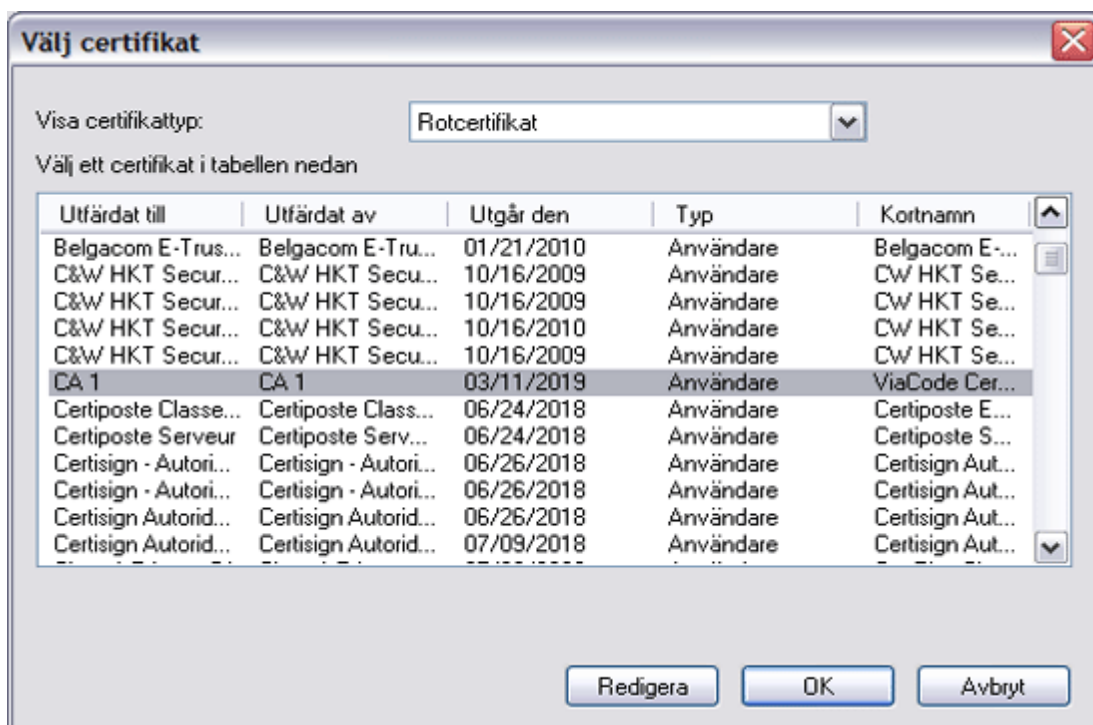 Välj certifikat
Visa certifikattyp: Rotcertifikat
Välj ett certifikat i tabellen nedan
Utfärdat till Utfärdat av Utgår den Typ Kortnamn
Belgacom E-Trus... Belgacom E-Tru... 01/21/2010 Användare Belgacom E-...
C&W HKT Secur... C&W HKT Secu... 10/16/2009 Användare CW HKT Se...
C&W HKT Secur... C&W HKT Secu... 10/16/2009 Användare CW HKT Se...
C&W HKT Secur... C&W HKT Secu... 10/16/2010 Användare CW HKT Se...
C&W HKT Secur... C&W HKT Secu... 10/16/2009 Användare CW HKT Se...
CA 1 CA 1 03/11/2019 Användare ViaCode Cer...
Certiposte Classe... Certiposte Class... 06/24/2018 Användare Certiposte E...
Certiposte Serveur Certiposte Serv... 06/24/2018 Användare Certiposte S...
Certisign - Autori... Certisign - Autori... 06/26/2018 Användare Certisign Aut...
Certisign - Autori... Certisign - Autori... 06/26/2018 Användare Certisign Aut...
Certisign Autorid... Certisign Autorid... 06/26/2018 Användare Certisign Aut...
Certisign Autorid... Certisign Autorid... 07/09/2018 Användare Certisign Aut...
Redigera OK Avbryt